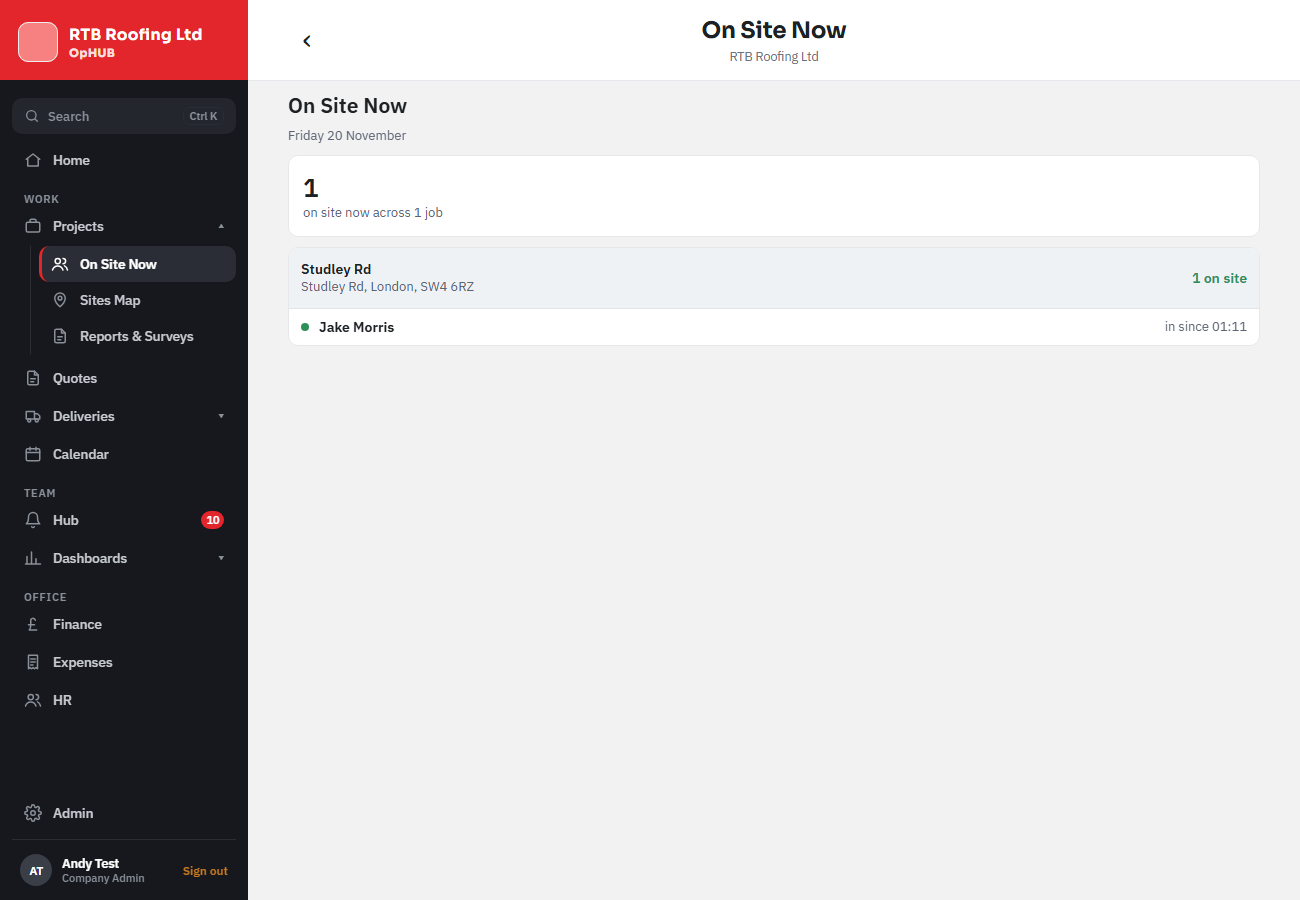 RTB Roofing Ltd
OpHUB
Search
Ctrl K
Home
WORK
Projects
On Site Now
Sites Map
Reports & Surveys
Quotes
Deliveries
Calendar
TEAM
Hub
10
Dashboards
OFFICE
£ Finance
Expenses
HR
Admin
AT
Andy Test
Company Admin
Sign out
On Site Now
RTB Roofing Ltd
On Site Now
Friday 20 November
1
on site now across 1 job
Studley Rd
Studley Rd, London, SW4 6RZ
1 on site
Jake Morris
in since 01:11